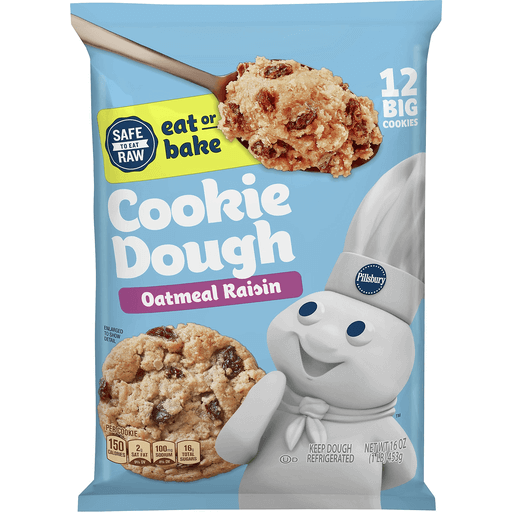 12
BIG
COOKIES
SAFE
TO EAT
RAW
eat or
bake
Cookie
Dough
Oatmeal Raisin
Pillsbury
ENLARGED
TO SHOW
DETAIL
PER COOKIE
150
CALORIES
2g
SAT FAT
100mg
SODIUM
16g
TOTAL
SUGARS
KEEP DOUGH
REFRIGERATED
NET WT 16 OZ
(1 LB) 453g
TM